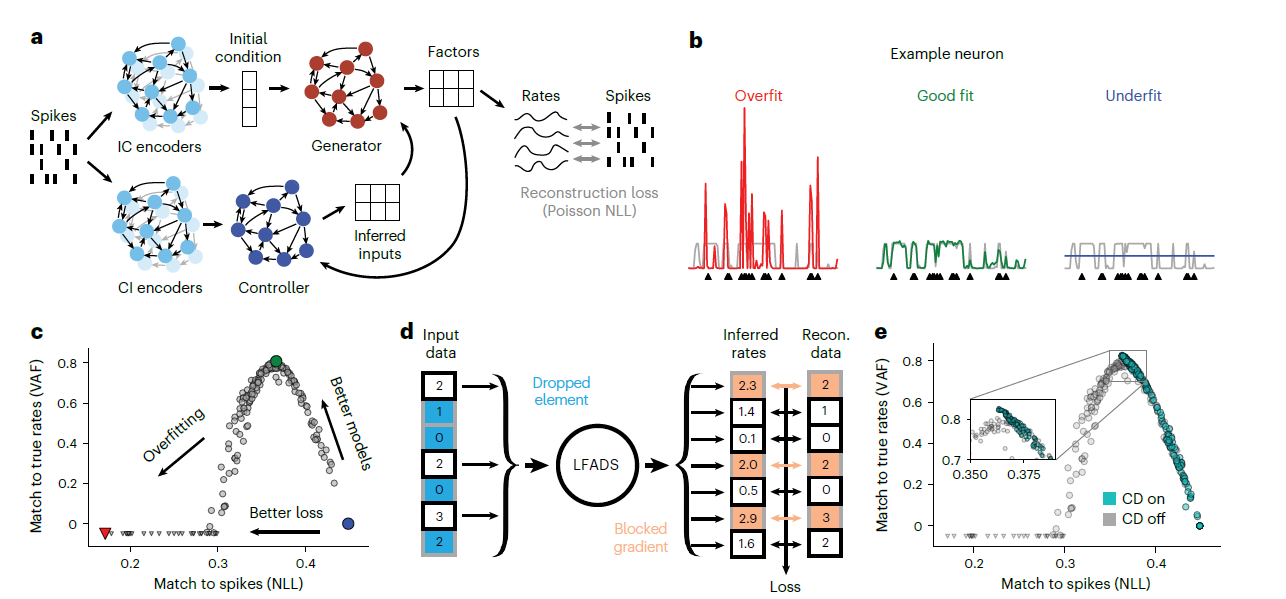 a
Spikes
IC encoders
Initial
condition
Generator
Factors
Rates
Spikes
Reconstruction loss
(Poisson NLL)
CI encoders
Controller
Inferred
inputs
b
Example neuron
Overfit
Good fit
Underfit
c
Match to true rates (VAF)
0.8
0.6
0.4
0.2
0
Overfitting
Better models
Better loss
0.2
0.3
0.4
Match to spikes (NLL)
d
Input
data
2
1
0
2
0
3
2
Dropped
element
LFADS
Blocked
gradient
Inferred
rates
2.3
1.4
0.1
2.0
0.5
2.9
1.6
Recon.
data
2
1
0
2
0
3
2
Loss
e
Match to true rates (VAF)
0.8
0.6
0.4
0.2
0
0.8
0.7
0.350
0.375
CD on
CD off
0.2
0.3
0.4
Match to spikes (NLL)